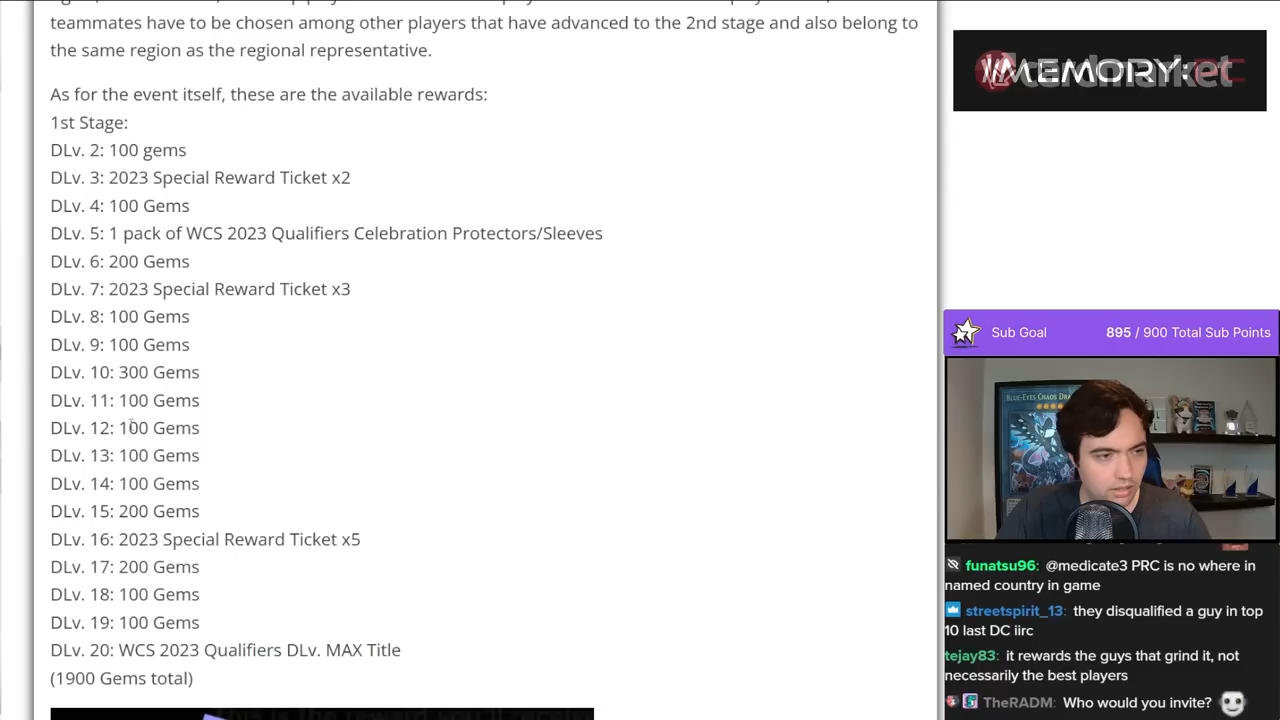 teammates have to be chosen among other players that have advanced to the 2nd stage and also belong to
the same region as the regional representative.
As for the event itself, these are the available rewards:
1st Stage:
DLv. 2: 100 gems
DLv. 3: 2023 Special Reward Ticket x2
DLv. 4: 100 Gems
DLv. 5: 1 pack of WCS 2023 Qualifiers Celebration Protectors/Sleeves
DLv. 6: 200 Gems
DLv. 7: 2023 Special Reward Ticket x3
DLv. 8: 100 Gems
DLv. 9: 100 Gems
DLv. 10: 300 Gems
DLv. 11: 100 Gems
DLv. 12: 100 Gems
DLv. 13: 100 Gems
DLv. 14: 100 Gems
DLv. 15: 200 Gems
DLv. 16: 2023 Special Reward Ticket x5
DLv. 17: 200 Gems
DLv. 18: 100 Gems
DLv. 19: 100 Gems
DLv. 20: WCS 2023 Qualifiers DLv. MAX Title
(1900 Gems total)
MEMORY:PC
cardmarket
Sub Goal 895 / 900 Total Sub Points
BLUE-EYES CHAOS
funatsu96: @medicate3 PRC is no where in
named country in game
streetspirit_13: they disqualified a guy in top
10 last DC iirc
tejay83: it rewards the guys that grind it, not
necessarily the best players
TheRADM: Who would you invite?